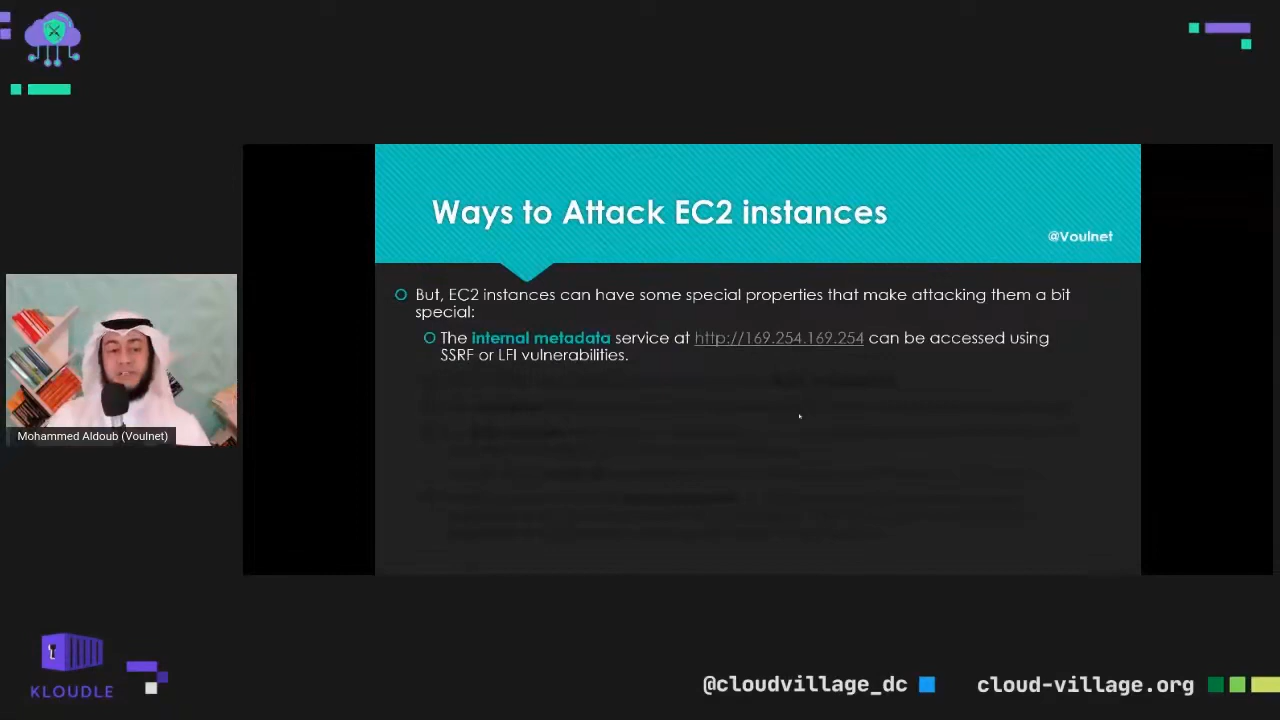 Ways to Attack EC2 instances
@Voulnet
But, EC2 instances can have some special properties that make attacking them a bit
special:
The internal metadata service at http://169.254.169.254 can be accessed using
SSRF or LFI vulnerabilities.
Mohammed Aldoub (Voulnet)
KLOUDLE
@cloudvillage_dc
cloud-village.org